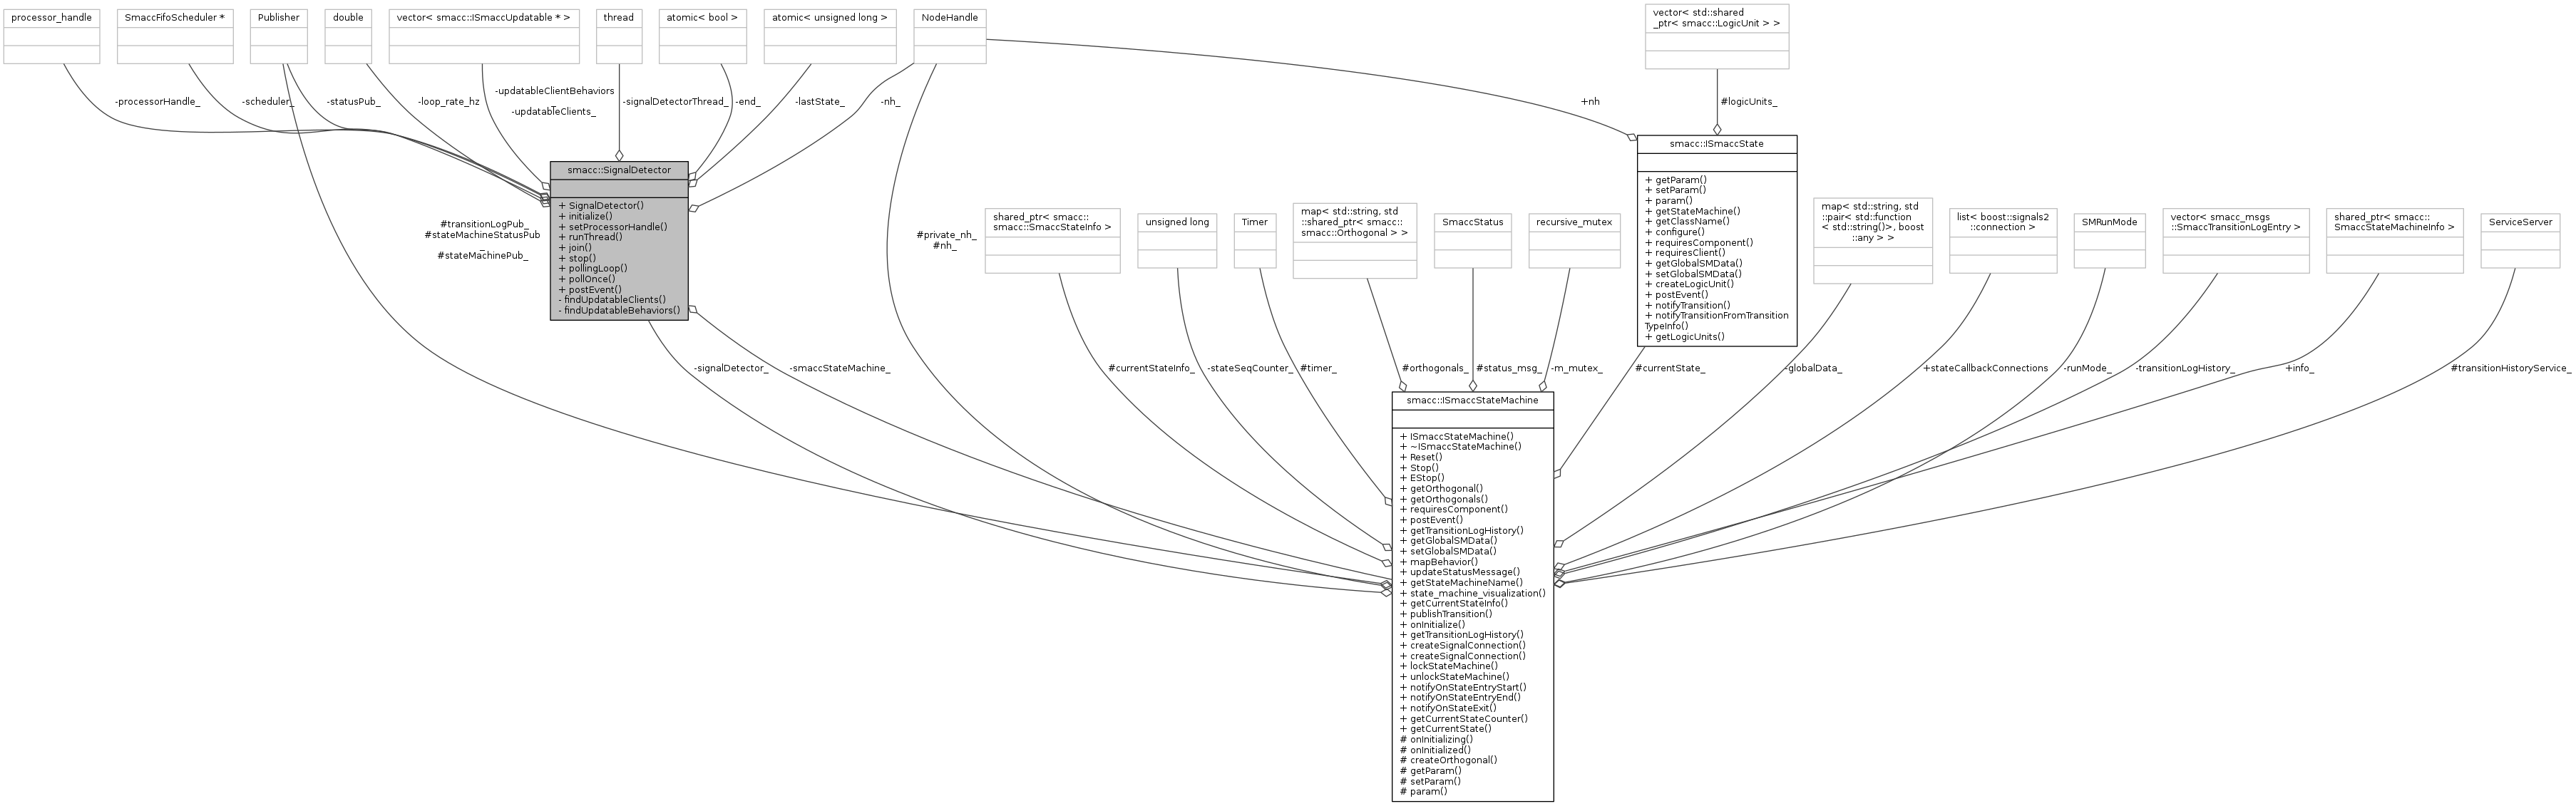 processor_handle
SmaccFifoScheduler *
Publisher
double
vector< smacc::ISmaccUpdatable * >
thread
atomic< bool >
atomic< unsigned long >
NodeHandle
vector< std::shared
_ptr< smacc::LogicUnit > >
-processorHandle_
-scheduler_
-statusPub_
-loop_rate_hz
-updatableClientBehaviors
_
-updatableClients_
-signalDetectorThread_
-end_
-lastState_
-nh_
+nh
#logicUnits_
smacc::SignalDetector
+ SignalDetector()
+ initialize()
+ setProcessorHandle()
+ runThread()
+ join()
+ stop()
+ pollingLoop()
+ pollOnce()
+ postEvent()
- findUpdatableClients()
- findUpdatableBehaviors()
smacc::ISmaccState
+ getParam()
+ setParam()
+ param()
+ getStateMachine()
+ getClassName()
+ configure()
+ requiresComponent()
+ requiresClient()
+ getGlobalSMData()
+ setGlobalSMData()
+ createLogicUnit()
+ postEvent()
+ notifyTransition()
+ notifyTransitionFromTransition
TypeInfo()
+ getLogicUnits()
#transitionLogPub_
#stateMachineStatusPub
_
#stateMachinePub_
#private_nh_
#nh_
shared_ptr< smacc::
smacc::SmaccStateInfo >
unsigned long
Timer
map< std::string, std
::shared_ptr< smacc::
smacc::Orthogonal > >
SmaccStatus
recursive_mutex
map< std::string, std
::pair< std::function
< std::string()>, boost
::any > >
list< boost::signals2
::connection >
SMRunMode
vector< smacc_msgs
::SmaccTransitionLogEntry >
shared_ptr< smacc::
SmaccStateMachineInfo >
ServiceServer
-signalDetector_
-smaccStateMachine_
#currentStateInfo_
-stateSeqCounter_
#timer_
#orthogonals_
#status_msg_
-m_mutex_
#currentState_
-globalData_
+stateCallbackConnections
-runMode_
-transitionLogHistory_
+info_
#transitionHistoryService_
smacc::ISmaccStateMachine
+ ISmaccStateMachine()
+ ~ISmaccStateMachine()
+ Reset()
+ Stop()
+ EStop()
+ getOrthogonal()
+ getOrthogonals()
+ requiresComponent()
+ postEvent()
+ getTransitionLogHistory()
+ getGlobalSMData()
+ setGlobalSMData()
+ mapBehavior()
+ updateStatusMessage()
+ getStateMachineName()
+ state_machine_visualization()
+ getCurrentStateInfo()
+ publishTransition()
+ onInitialize()
+ getTransitionLogHistory()
+ createSignalConnection()
+ createSignalConnection()
+ lockStateMachine()
+ unlockStateMachine()
+ notifyOnStateEntryStart()
+ notifyOnStateEntryEnd()
+ notifyOnStateExit()
+ getCurrentStateCounter()
+ getCurrentState()
# onInitializing()
# onInitialized()
# createOrthogonal()
# getParam()
# setParam()
# param()